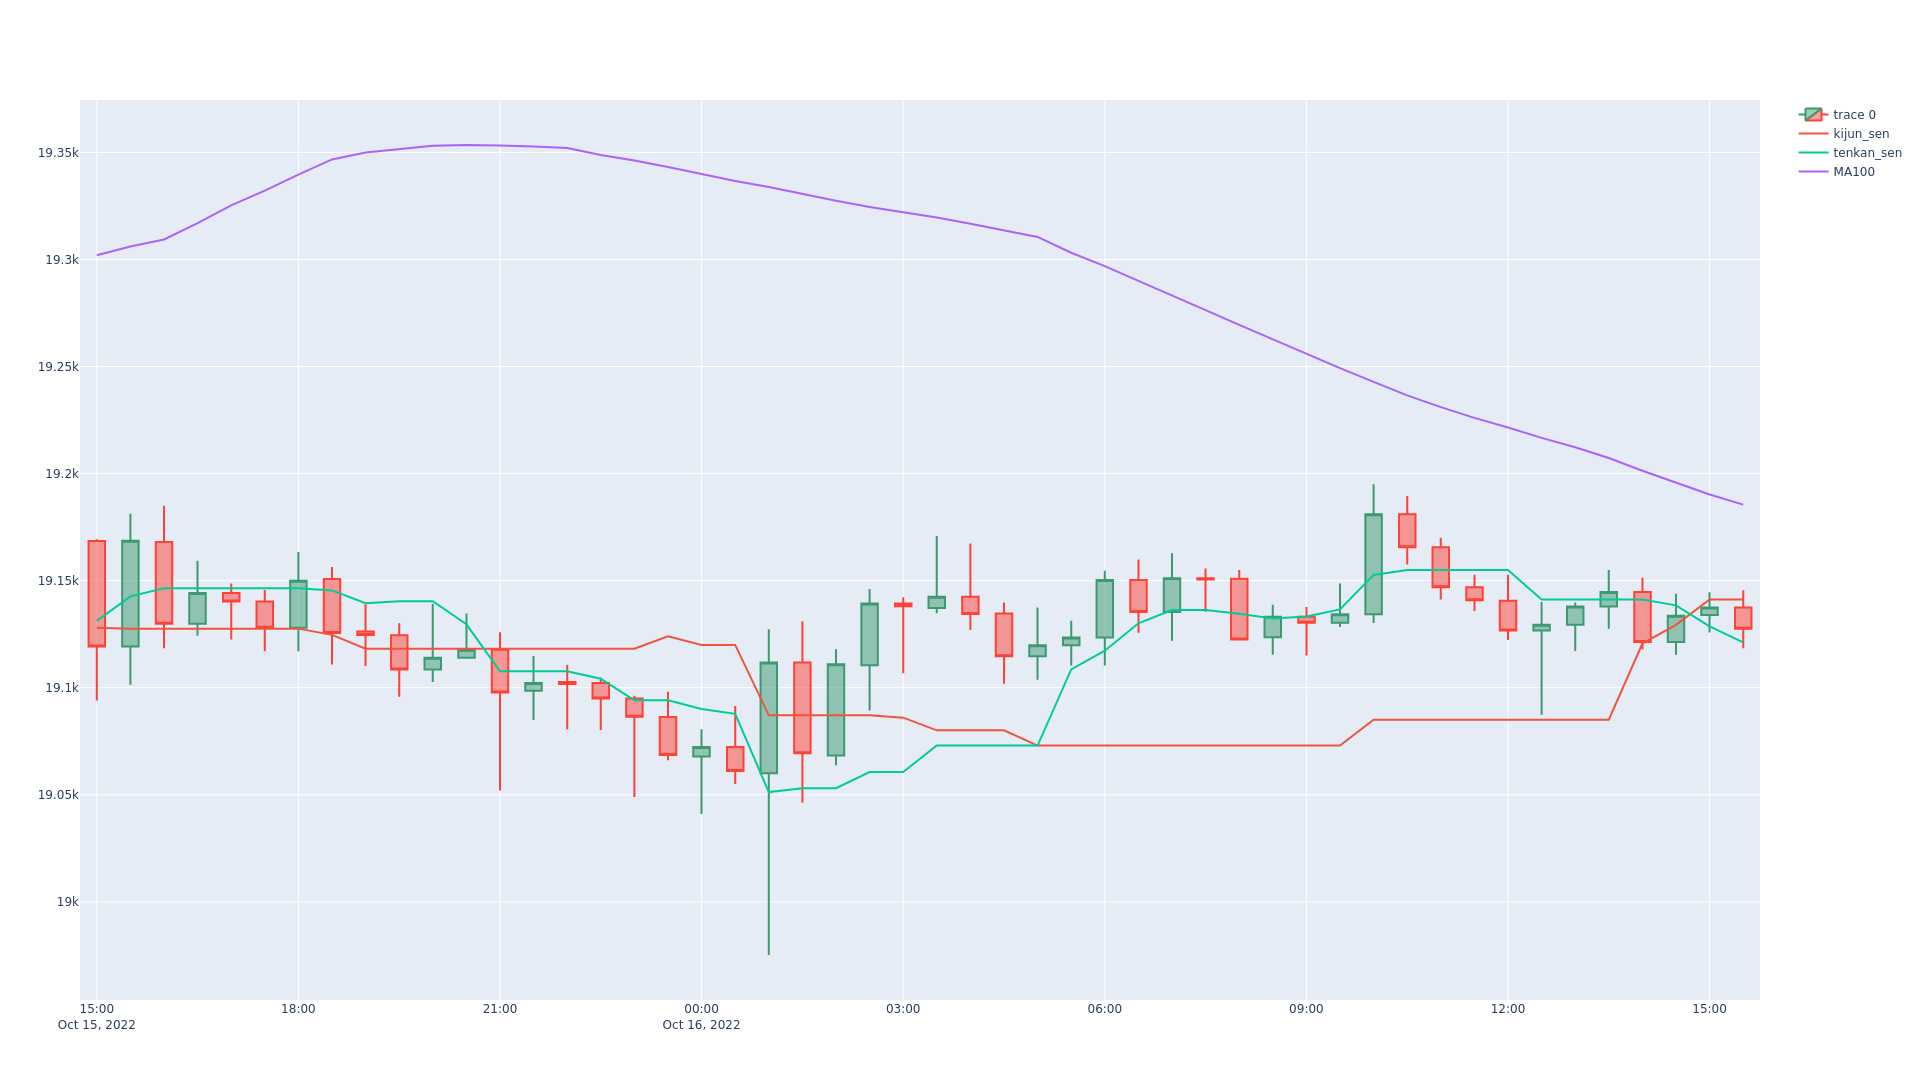 trace 0
kijun_sen
tenkan_sen
MA100
19.35k
19.3k
19.25k
19.2k
19.15k
19.1k
19.05k
19k
15:00 18:00 21:00 00:00 03:00 06:00 09:00 12:00 15:00
Oct 15, 2022 Oct 16, 2022